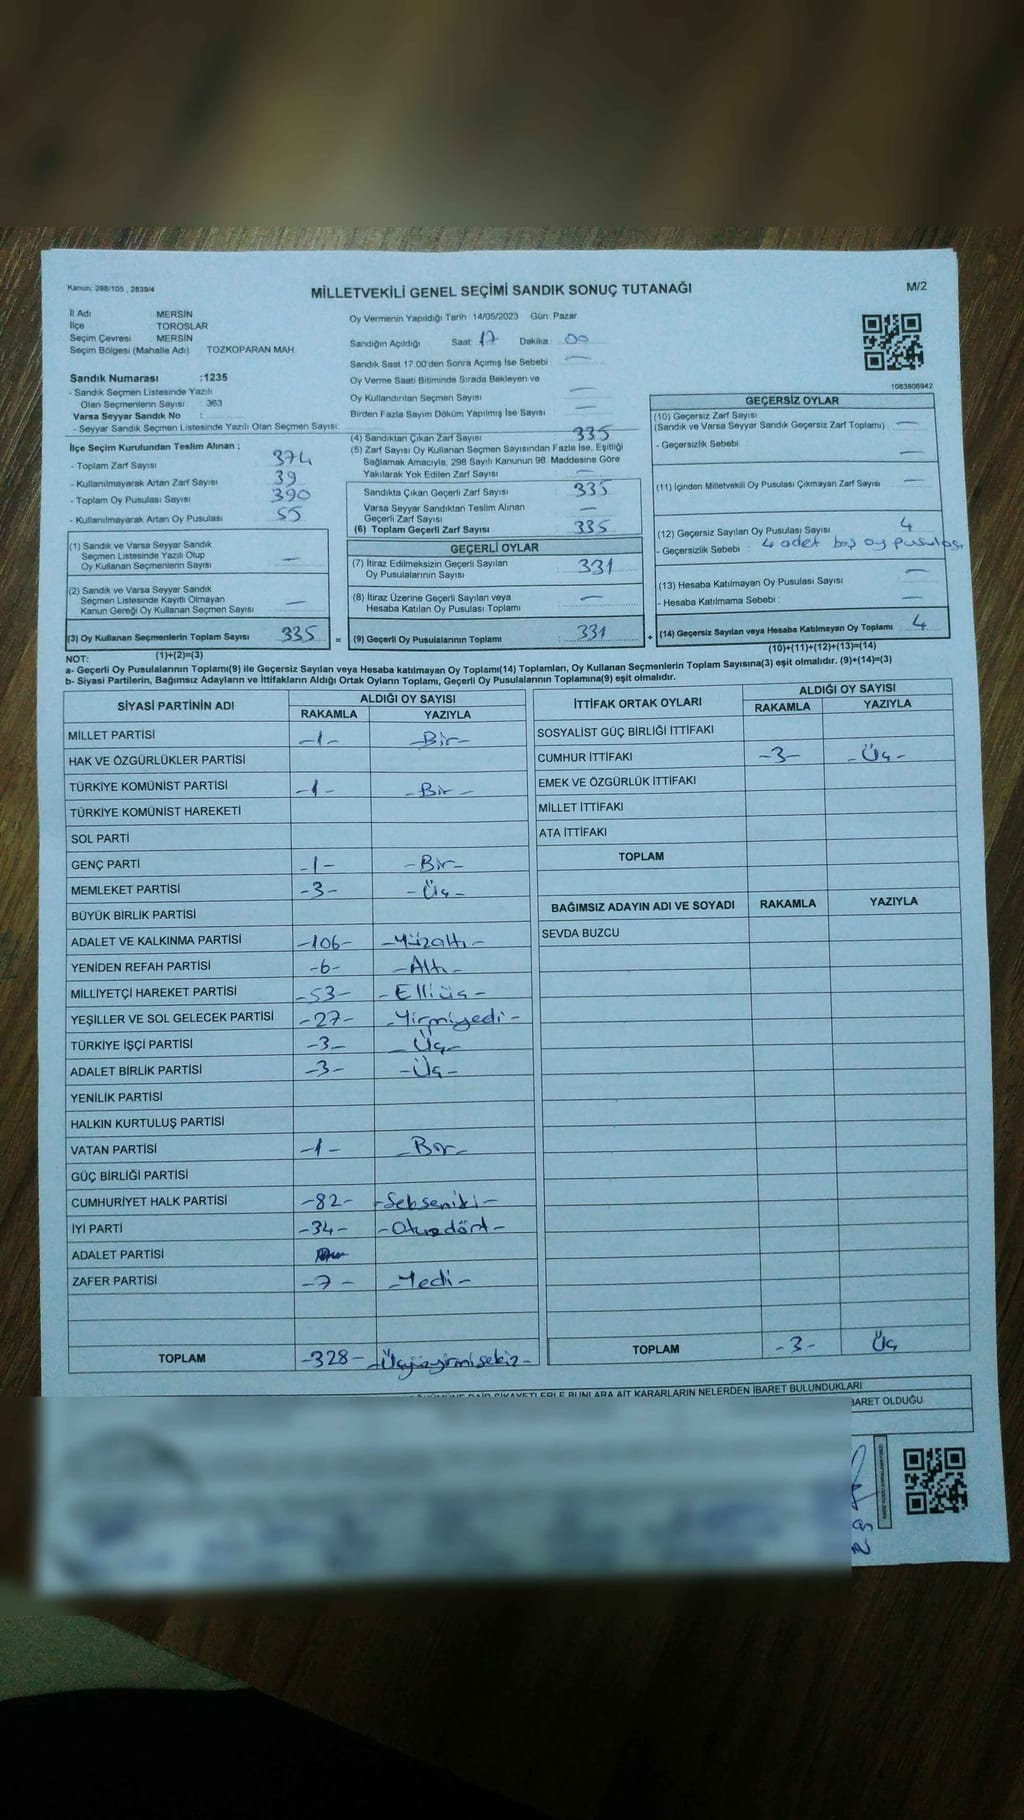 Kanun; 298/105 , 2839/4
MİLLETVEKİLİ GENEL SEÇİMİ SANDIK SONUÇ TUTANAĞI
M/2
İl Adı MERSİN
İlçe TOROSLAR
Seçim Çevresi MERSİN
Seçim Bölgesi (Mahalle Adı) TOZKOPARAN MAH.
Sandık Numarası :1235
- Sandık Seçmen Listesinde Yazılı
Olan Seçmenlerin Sayısı : 363
Varsa Seyyar Sandık No :
- Seyyar Sandık Seçmen Listesinde Yazılı Olan Seçmen Sayısı:
İlçe Seçim Kurulundan Teslim Alınan ;
- Toplam Zarf Sayısı 374
- Kullanılmayarak Artan Zarf Sayısı 39
- Toplam Oy Pusulası Sayısı 390
- Kullanılmayarak Artan Oy Pusulası 55
(1) Sandık ve Varsa Seyyar Sandık
Seçmen Listesinde Yazılı Olup
Oy Kullanan Seçmenlerin Sayısı —
(2) Sandık ve Varsa Seyyar Sandık
Seçmen Listesinde Kayıtlı Olmayan
Kanun Gereği Oy Kullanan Seçmen Sayısı —
(3) Oy Kullanan Seçmenlerin Toplam Sayısı 335 =
(1)+(2)=(3)
Oy Vermenin Yapıldığı Tarih :14/05/2023 Gün: Pazar
Sandığın Açıldığı Saat: 17 Dakika 00
Sandık Saat 17:00'den Sonra Açımış İse Sebebi —
Oy Verme Saati Bitiminde Sırada Bekleyen ve
Oy Kullandırılan Seçmen Sayısı —
Birden Fazla Sayım Döküm Yapılmış İse Sayısı —
(4) Sandıktan Çıkan Zarf Sayısı 335
(5) Zarf Sayısı Oy Kullanan Seçmen Sayısından Fazla İse, Eşitliği
Sağlamak Amacıyla, 298 Sayılı Kanunun 98. Maddesine Göre
Yakılarak Yok Edilen Zarf Sayısı —
Sandıkta Çıkan Geçerli Zarf Sayısı 335
Varsa Seyyar Sandıktan Teslim Alınan
Geçerli Zarf Sayısı —
(6) Toplam Geçerli Zarf Sayısı 335
GEÇERLİ OYLAR
(7) İtiraz Edilmeksizin Geçerli Sayılan
Oy Pusulalarının Sayısı 331
(8) İtiraz Üzerine Geçerli Sayılan veya
Hesaba Katılan Oy Pusulası Toplamı —
(9) Geçerli Oy Pusulalarının Toplamı 331 +
1083606942
GEÇERSİZ OYLAR
(10) Geçersiz Zarf Sayısı
(Sandık ve Varsa Seyyar Sandık Geçersiz Zarf Toplamı) —
- Geçersizlik Sebebi : —
(11) İçinden Milletvekili Oy Pusulası Çıkmayan Zarf Sayısı —
(12) Geçersiz Sayılan Oy Pusulası Sayısı 4
- Geçersizlik Sebebi : 4 adet boş oy pusulası
(13) Hesaba Katılmayan Oy Pusulası Sayısı —
- Hesaba Katılmama Sebebi : —
(14) Geçersiz Sayılan veya Hesaba Katılmayan Oy Toplamı 4
(10)+(11)+(12)+(13)=(14)
NOT:
a- Geçerli Oy Pusulalarının Toplamı(9) ile Geçersiz Sayılan veya Hesaba katılmayan Oy Toplamı(14) Toplamları, Oy Kullanan Seçmenlerin Toplam Sayısına(3) eşit olmalıdır. (9)+(14)=(3)
b- Siyasi Partilerin, Bağımsız Adayların ve İttifakların Aldığı Ortak Oyların Toplamı, Geçerli Oy Pusulalarının Toplamına(9) eşit olmalıdır.
SİYASİ PARTİNİN ADI ALDIĞI OY SAYISI
RAKAMLA YAZIYLA
MİLLET PARTİSİ -1- -Bir-
HAK VE ÖZGÜRLÜKLER PARTİSİ
TÜRKİYE KOMÜNİST PARTİSİ -1- -Bir-
TÜRKİYE KOMÜNİST HAREKETİ
SOL PARTİ
GENÇ PARTİ -1- -Bir-
MEMLEKET PARTİSİ -3- -Üç-
BÜYÜK BİRLİK PARTİSİ
ADALET VE KALKINMA PARTİSİ -106- -Yüzaltı-
YENİDEN REFAH PARTİSİ -6- -Altı-
MİLLİYETÇİ HAREKET PARTİSİ -53- -Elliüç-
YEŞİLLER VE SOL GELECEK PARTİSİ -27- -Yirmiyedi-
TÜRKİYE İŞÇİ PARTİSİ -3- -Üç-
ADALET BİRLİK PARTİSİ -3- -Üç-
YENİLİK PARTİSİ
HALKIN KURTULUŞ PARTİSİ
VATAN PARTİSİ -1- -Bir-
GÜÇ BİRLİĞİ PARTİSİ
CUMHURİYET HALK PARTİSİ -82- -Sekseniki-
İYİ PARTİ -34- -Otuzdört-
ADALET PARTİSİ
ZAFER PARTİSİ -7- -Yedi-
TOPLAM -328- -Üçyüzyirmisekiz-
İTTİFAK ORTAK OYLARI ALDIĞI OY SAYISI
RAKAMLA YAZIYLA
SOSYALİST GÜÇ BİRLİĞİ İTTİFAKI
CUMHUR İTTİFAKI -3- -Üç-
EMEK VE ÖZGÜRLÜK İTTİFAKI
MİLLET İTTİFAKI
ATA İTTİFAKI
TOPLAM
BAĞIMSIZ ADAYIN ADI VE SOYADI RAKAMLA YAZIYLA
SEVDA BUZCU
TOPLAM -3- Üç
DAİR ŞİKAYETLERLE BUNLARA AİT KARARLARIN NELERDEN İBARET BULUNDUKLARI
BARET OLDUĞU